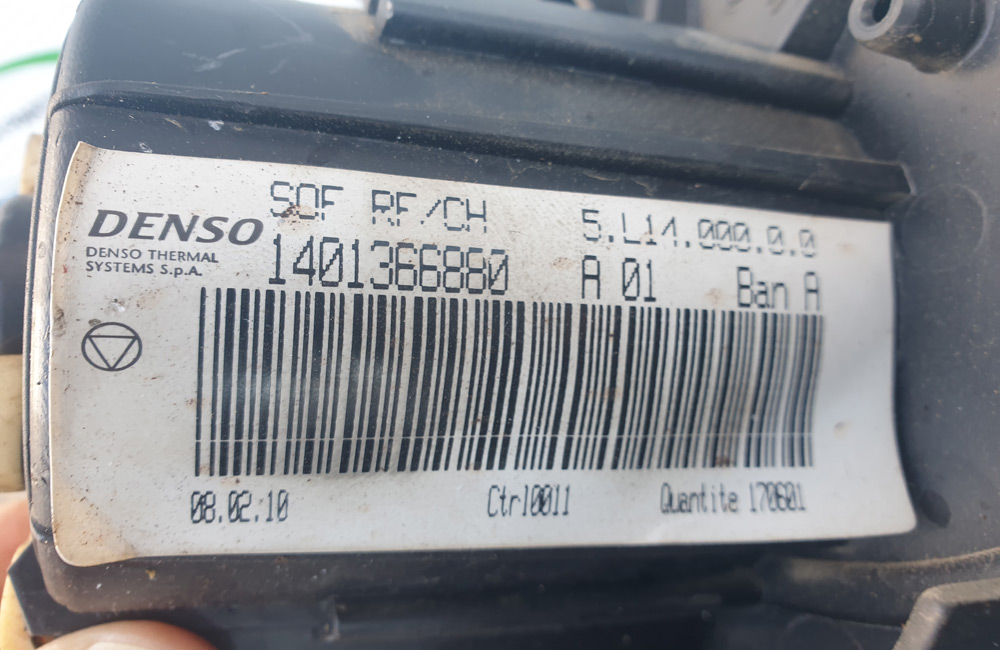 SOF RF/CH 5.L14.000.0.0
DENSO
DENSO THERMAL
SYSTEMS S.p.A.
1401366880 A 01 Ban A
08.02.10 Ctrl0011 Quantite 170601